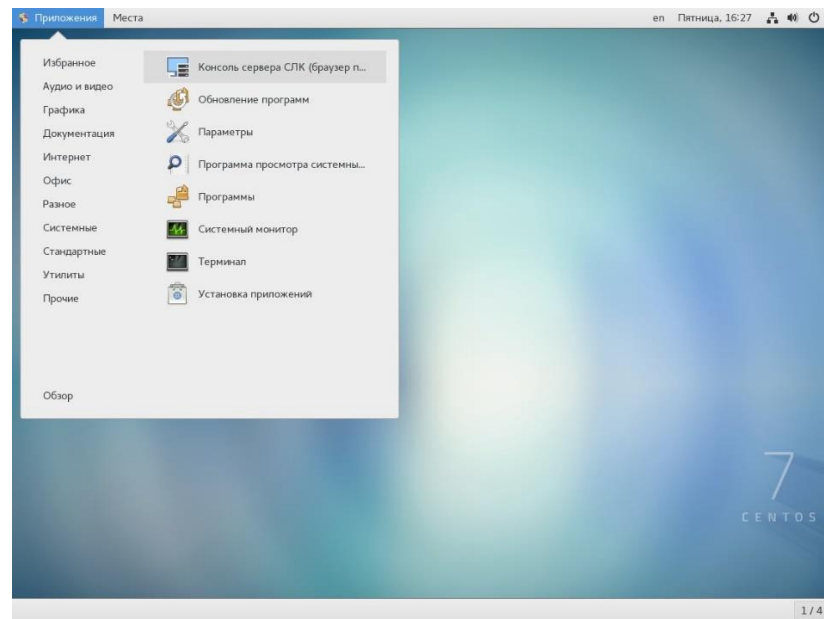 Приложения Места en Пятница, 16:27
Избранное
Аудио и видео
Графика
Документация
Интернет
Офис
Разное
Системные
Стандартные
Утилиты
Прочие
Обзор
Консоль сервера СЛК (браузер п...
Обновление программ
Параметры
Программа просмотра системны...
Программы
Системный монитор
Терминал
Установка приложений
7
CENTOS
1 / 4